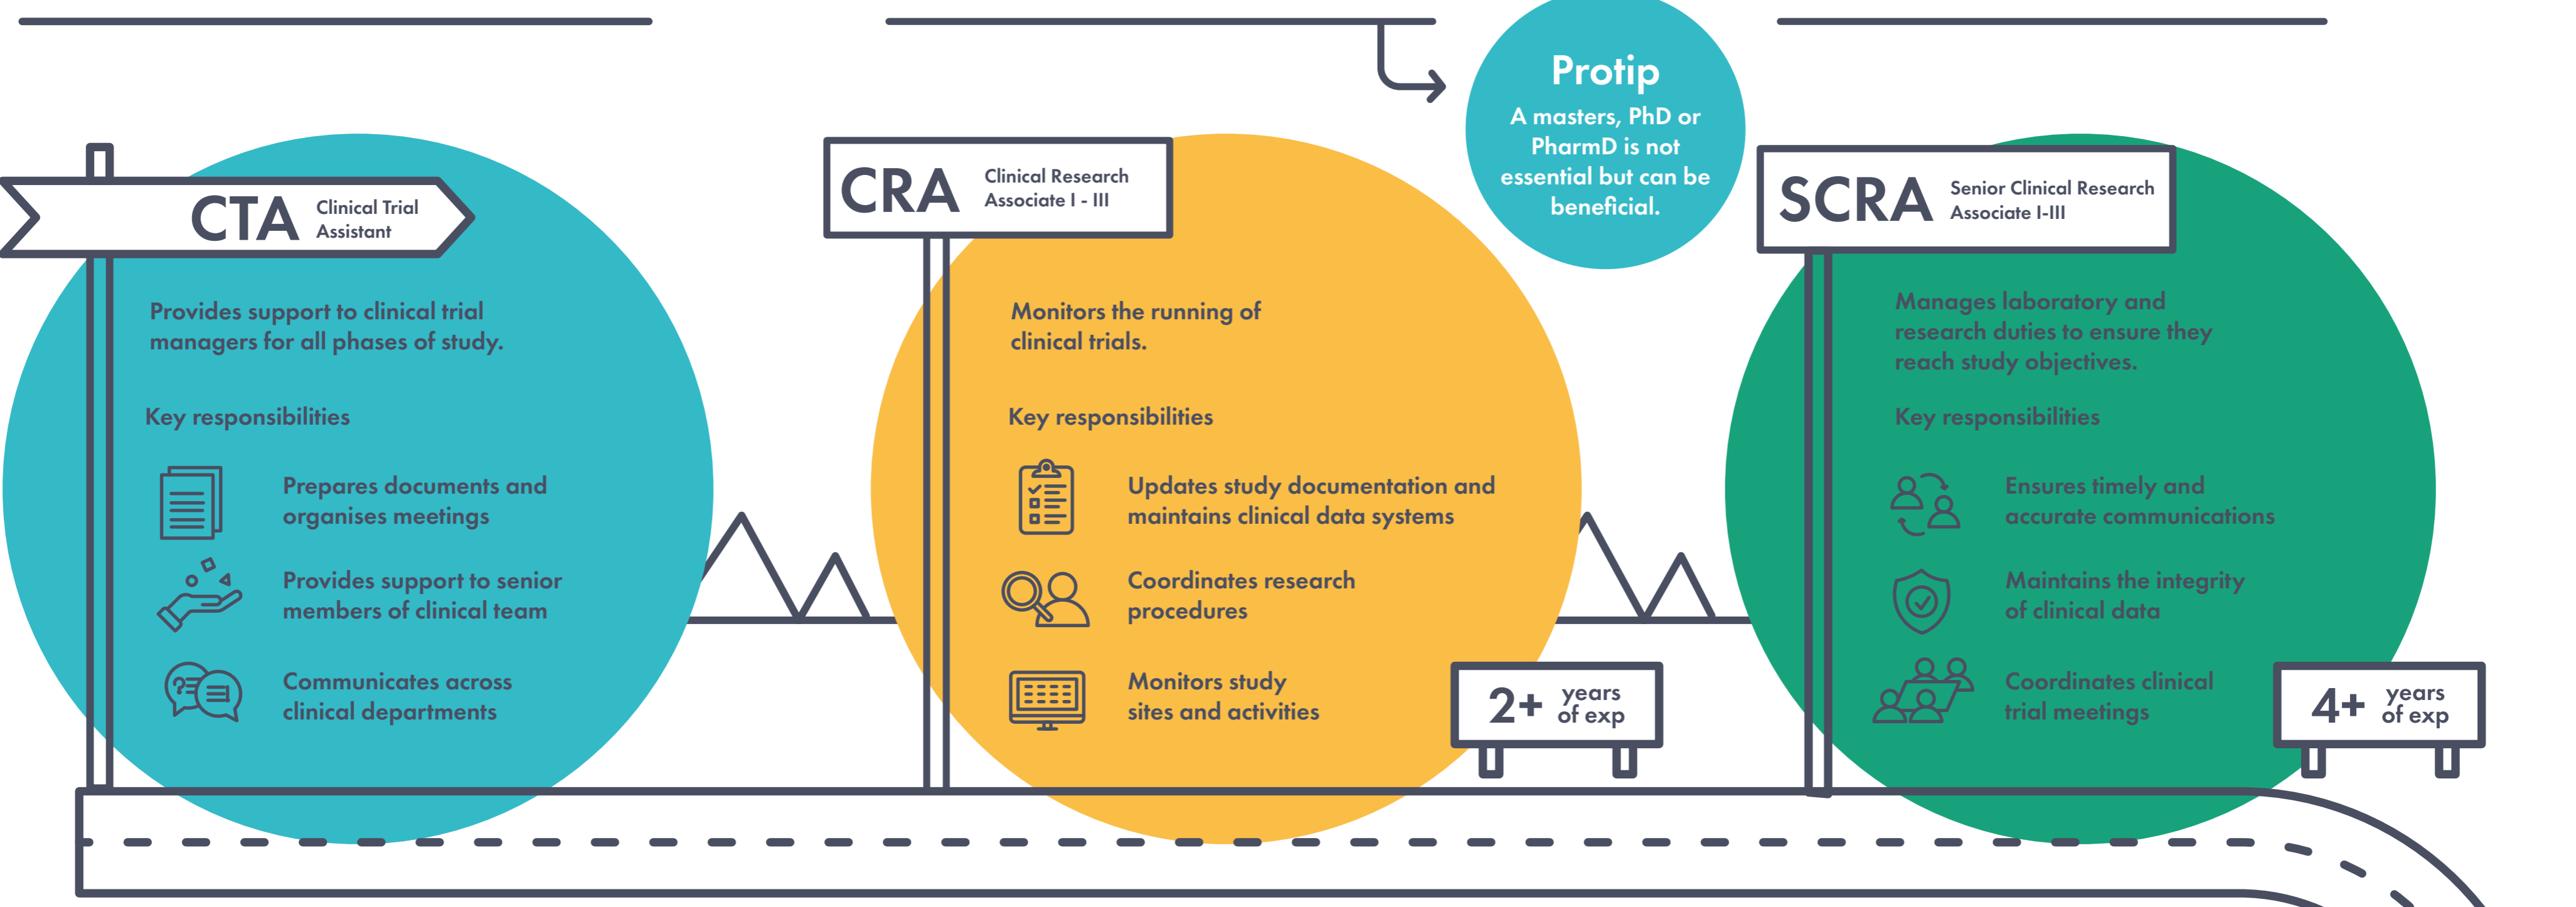 Protip
A masters, PhD or
PharmD is not
essential but can be
beneficial.
CTA
Clinical Trial
Assistant
Provides support to clinical trial
managers for all phases of study.
Key responsibilities
Prepares documents and
organises meetings
Provides support to senior
members of clinical team
Communicates across
clinical departments
CRA
Clinical Research
Associate I - III
Monitors the running of
clinical trials.
Key responsibilities
Updates study documentation and
maintains clinical data systems
Coordinates research
procedures
Monitors study
sites and activities
2+
years
of exp
SCRA
Senior Clinical Research
Associate I-III
Manages laboratory and
research duties to ensure they
reach study objectives.
Key responsibilities
Ensures timely and
accurate communications
Maintains the integrity
of clinical data
Coordinates clinical
trial meetings
4+
years
of exp